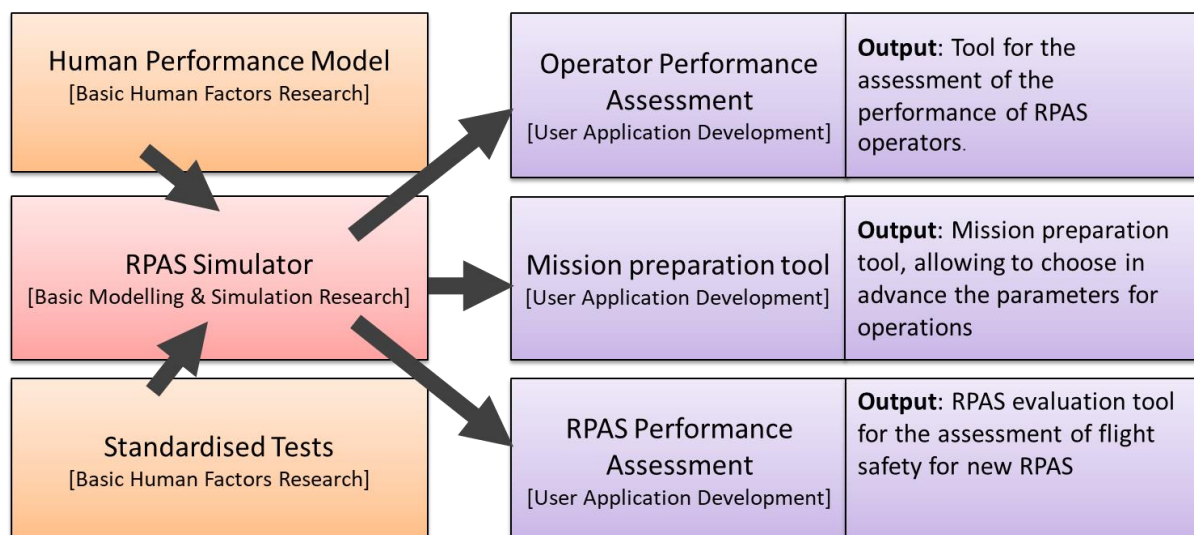 Human Performance Model
[Basic Human Factors Research]
RPAS Simulator
[Basic Modelling & Simulation Research]
Standardised Tests
[Basic Human Factors Research]
Operator Performance
Assessment
[User Application Development]
Output: Tool for the
assessment of the
performance of RPAS
operators.
Mission preparation tool
[User Application Development]
Output: Mission preparation
tool, allowing to choose in
advance the parameters for
operations
RPAS Performance
Assessment
[User Application Development]
Output: RPAS evaluation tool
for the assessment of flight
safety for new RPAS